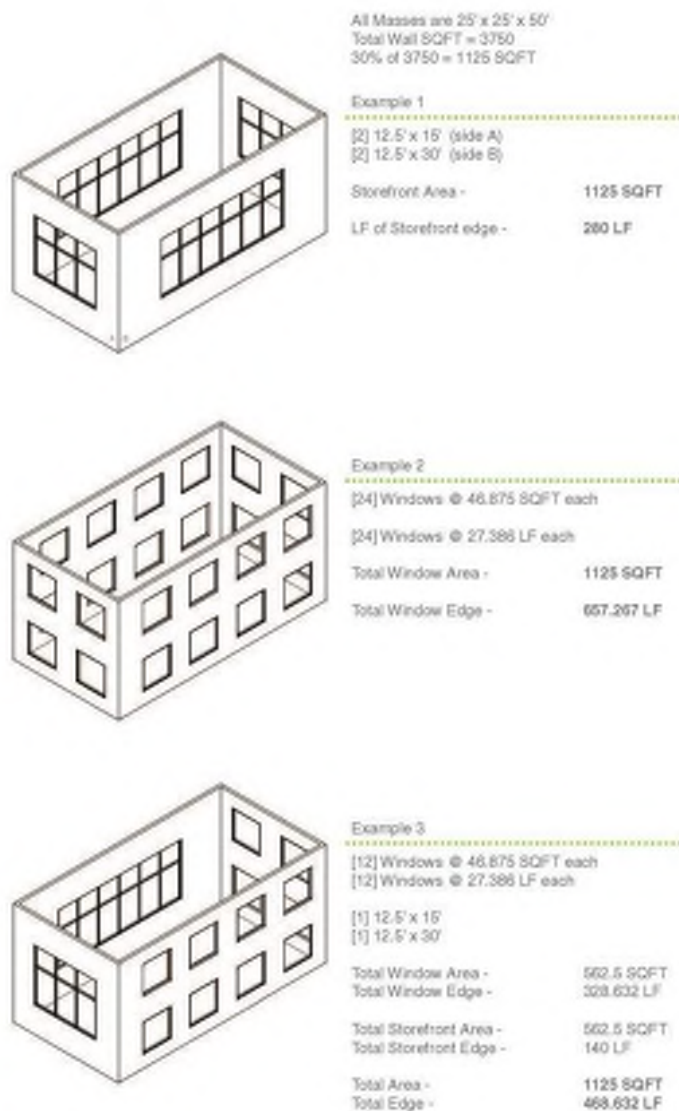 All Masses are 25' x 25' x 50'
Total Wall SQFT = 3750
30% of 3750 = 1125 SQFT
Example 1
[2] 12.5' x 15' (side A)
[2] 12.5' x 30' (side B)
Storefront Area - 1125 SQFT
LF of Storefront edge - 280 LF
Example 2
[24] Windows @ 46.875 SQFT each
[24] Windows @ 27.386 LF each
Total Window Area - 1125 SQFT
Total Window Edge - 657.267 LF
Example 3
[12] Windows @ 46.875 SQFT each
[12] Windows @ 27.386 LF each
[1] 12.5' x 15'
[1] 12.5' x 30'
Total Window Area - 562.5 SQFT
Total Window Edge - 328.632 LF
Total Storefront Area - 562.5 SQFT
Total Storefront Edge - 140 LF
Total Area - 1125 SQFT
Total Edge - 468.632 LF